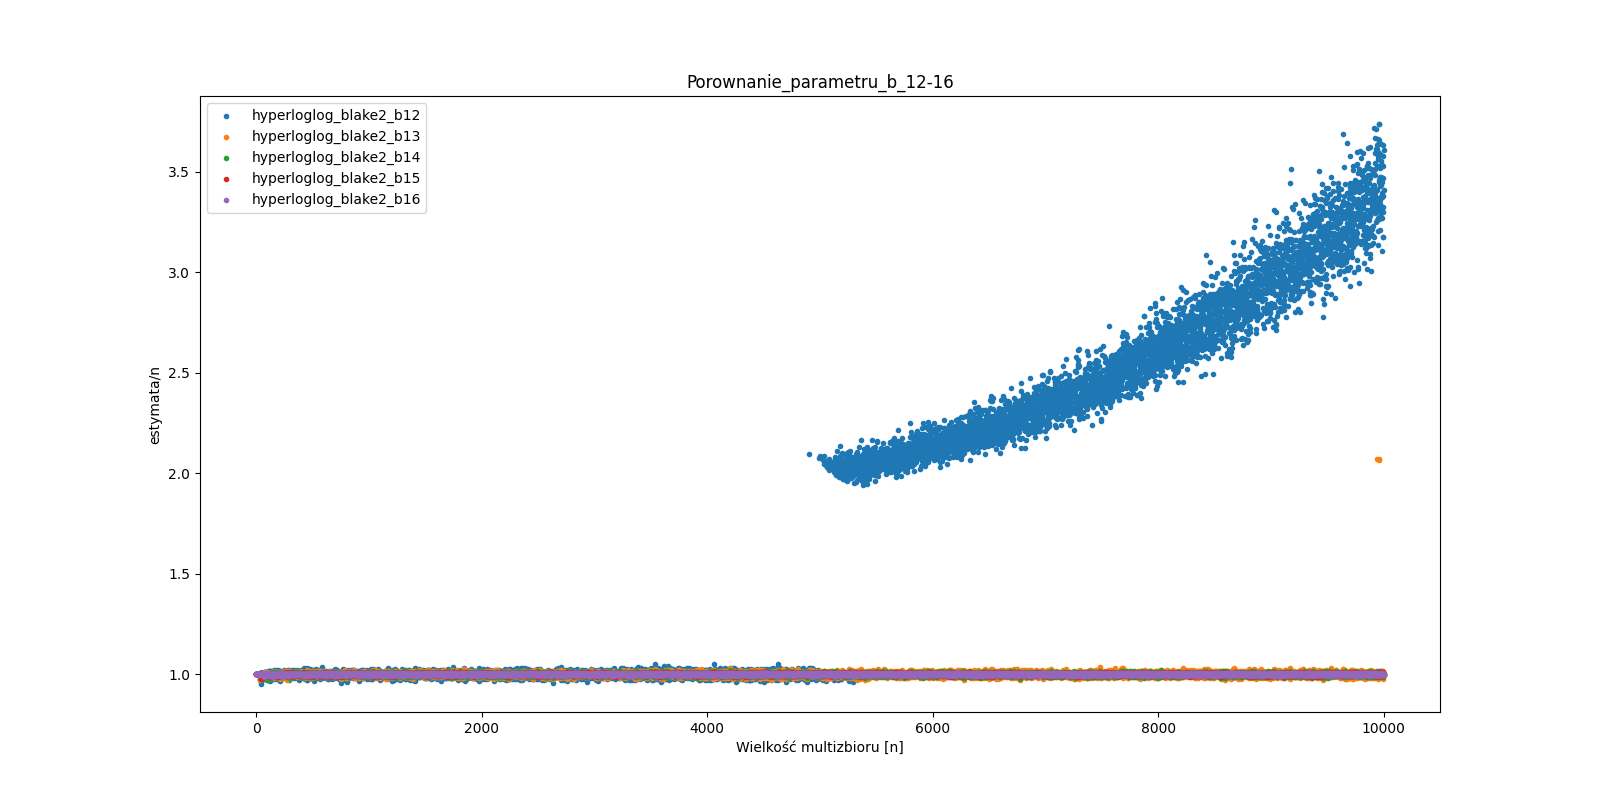 Porownanie_parametru_b_12-16
hyperloglog_blake2_b12
hyperloglog_blake2_b13
hyperloglog_blake2_b14
hyperloglog_blake2_b15
hyperloglog_blake2_b16
3.5
3.0
2.5
2.0
1.5
1.0
estymata/n
0 2000 4000 6000 8000 10000
Wielkość multizbioru [n]